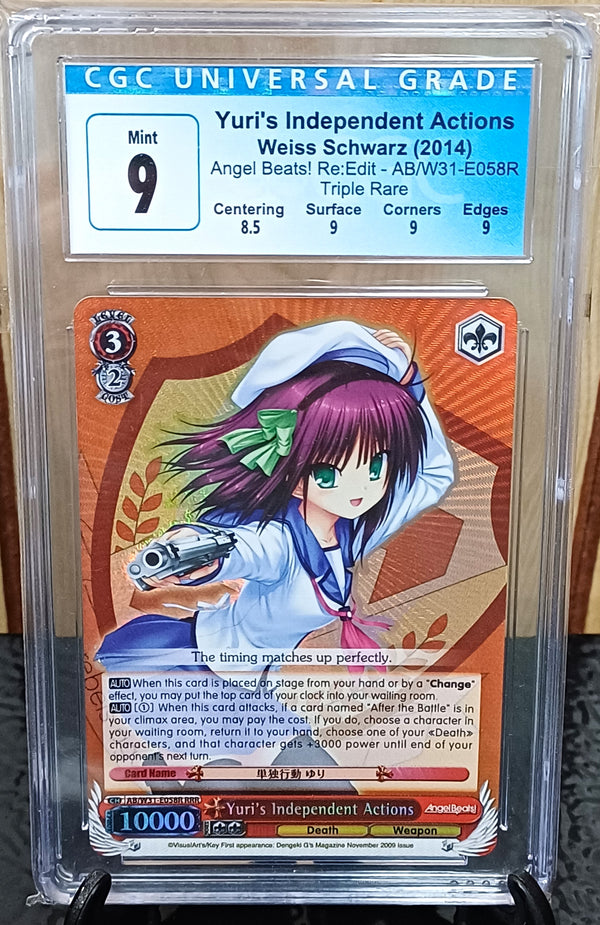 CGC UNIVERSAL GRADE
Mint
9
Yuri's Independent Actions
Weiss Schwarz (2014)
Angel Beats! Re:Edit - AB/W31-E058R
Triple Rare
Centering Surface Corners Edges
8.5 9 9 9
3
2
The timing matches up perfectly.
AUTO When this card is placed on stage from your hand or by a "Change"
effect, you may put the top card of your clock into your waiting room.
AUTO [①] When this card attacks, if a card named "After the Battle" is in
your climax area, you may pay the cost. If you do, choose a character in
your waiting room, return it to your hand, choose one of your «Death»
characters, and that character gets +3000 power until end of
opponent's next turn.
Card Name 単独行動 ゆり
CH AB/W31-E058R RRR
10000
Yuri's Independent Actions
Angel Beats!
Death Weapon
©VisualArt's/Key First appearance: Dengeki G's Magazine November 2009 issue